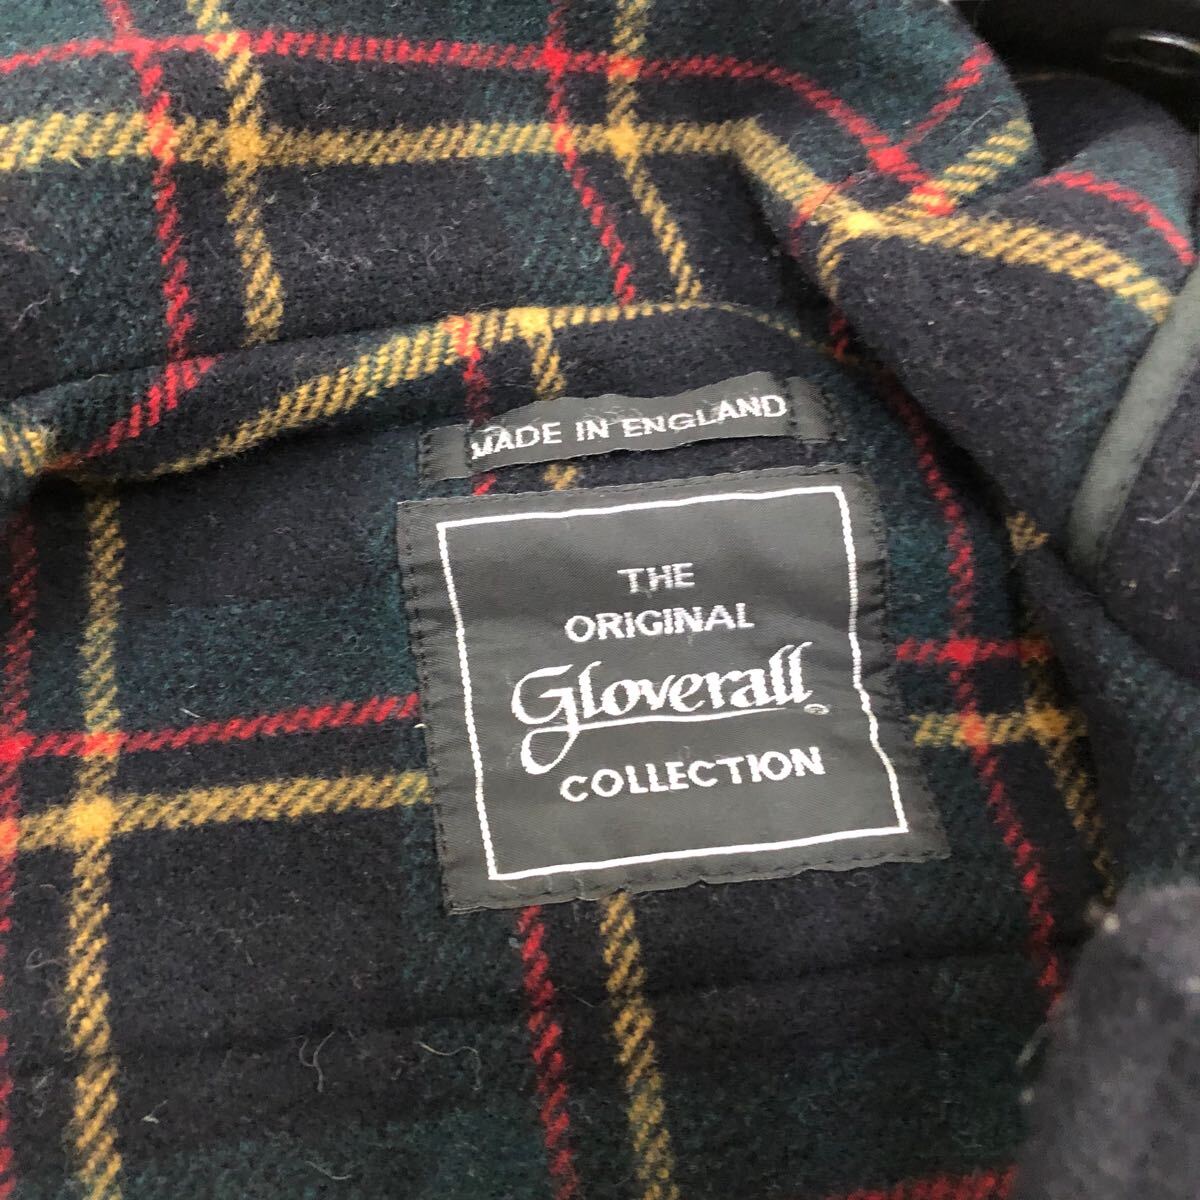 MADE IN ENGLAND
THE
ORIGINAL
Gloverall®
COLLECTION